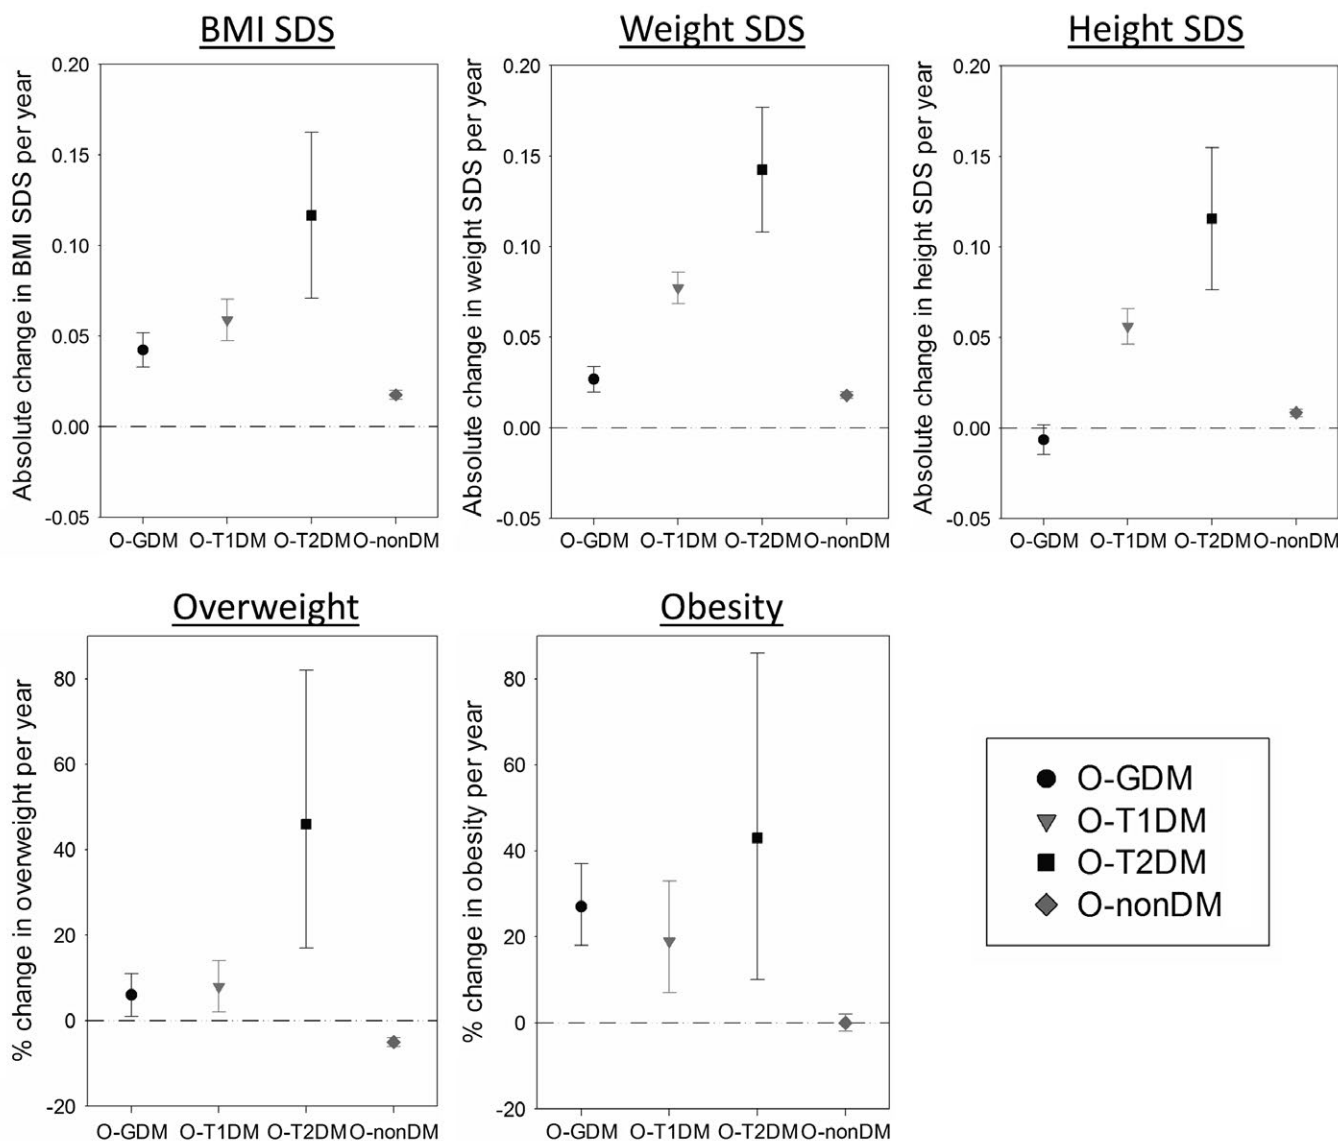 BMI SDS
Absolute change in BMI SDS per year
0.20
0.15
0.10
0.05
0.00
-0.05
O-GDM O-T1DM O-T2DM O-nonDM
Weight SDS
Absolute change in weight SDS per year
0.20
0.15
0.10
0.05
0.00
-0.05
O-GDM O-T1DM O-T2DM O-nonDM
Height SDS
Absolute change in height SDS per year
0.20
0.15
0.10
0.05
0.00
-0.05
O-GDM O-T1DM O-T2DM O-nonDM
Overweight
% change in overweight per year
80
60
40
20
0
-20
O-GDM O-T1DM O-T2DM O-nonDM
Obesity
% change in obesity per year
80
60
40
20
0
-20
O-GDM O-T1DM O-T2DM O-nonDM
O-GDM
O-T1DM
O-T2DM
O-nonDM